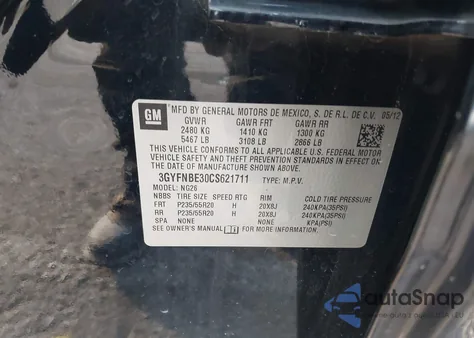 GM
MFD BY GENERAL MOTORS DE MEXICO, S. DE R.L. DE C.V. 05/12
GVWR GAWR FRT GAWR RR
2480 KG 1410 KG 1300 KG
5467 LB 3108 LB 2866 LB
THIS VEHICLE CONFORMS TO ALL APPLICABLE U.S. FEDERAL MOTOR
VEHICLE SAFETY, BUMPER, AND THEFT PREVENTION STANDARDS
IN EFFECT ON THE DATE OF MANUFACTURE SHOWN ABOVE.
3GYFNBE30CS621711 TYPE: M.P.V.
MODEL: NG26
NBBS TIRE SIZE SPEED RTG RIM COLD TIRE PRESSURE
FRT P235/55R20 H 20X8J 240KPA(35PSI)
RR P235/55R20 H 20X8J 240KPA(35PSI)
SPA NONE NONE KPA(PSI)
SEE OWNER'S MANUAL FOR ADDITIONAL INFORMATION.
autoSnap